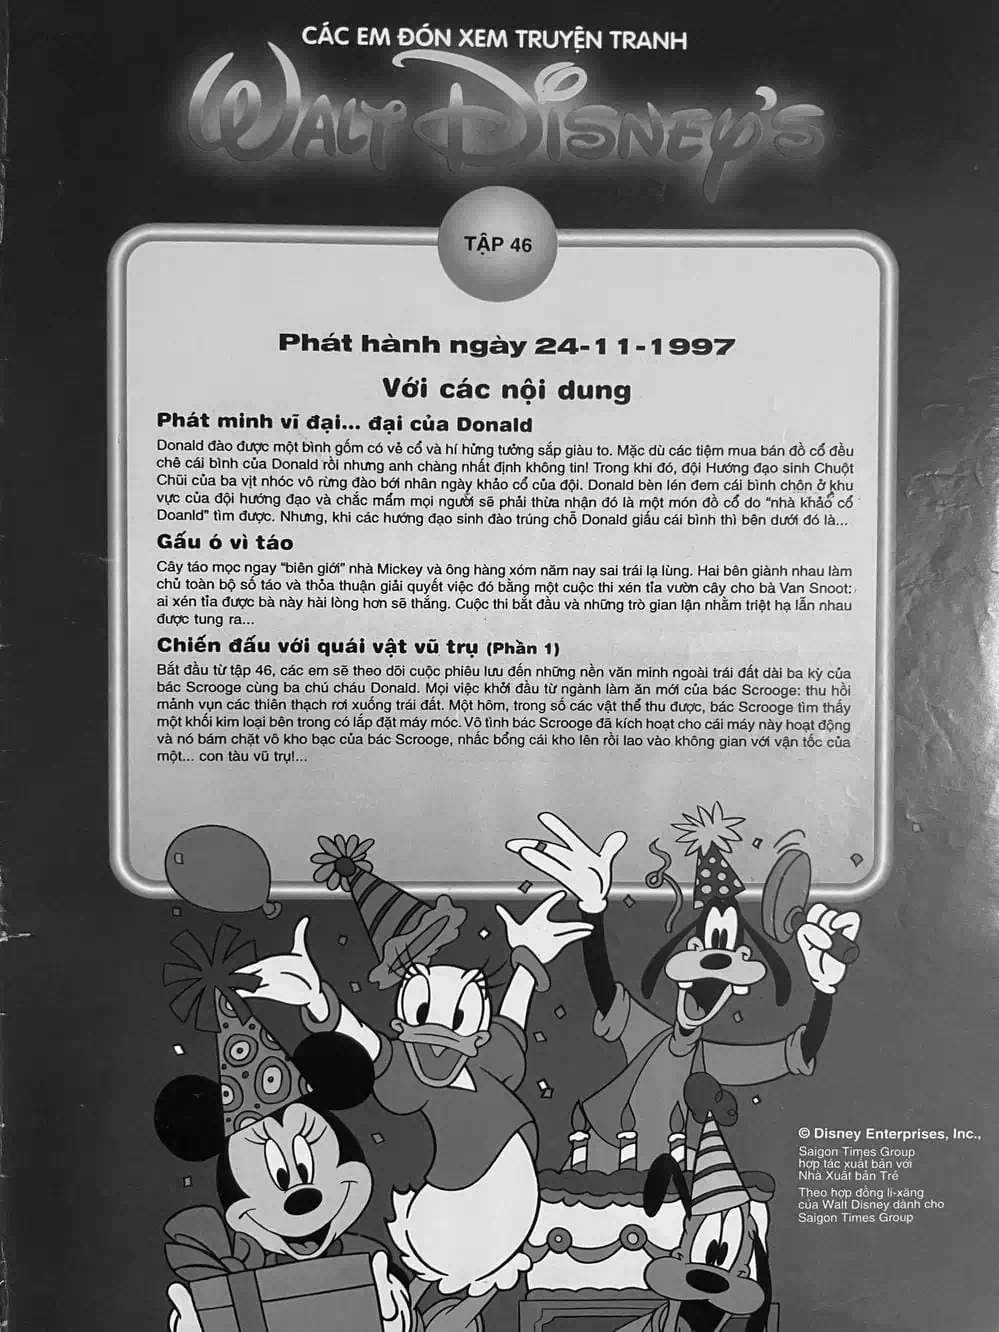 CÁC EM ĐÓN XEM TRUYỆN TRANH
WALT DISNEY'S
TẬP 46
Phát hành ngày 24-11-1997
Với các nội dung
Phát minh vĩ đại... đại của Donald
Donald đào được một bình gốm có vẻ cổ và hí hửng tưởng sắp giàu to. Mặc dù các tiệm mua bán đồ cổ đều
chê cái bình của Donald rồi nhưng anh chàng nhất định không tin! Trong khi đó, đội Hướng đạo sinh Chuột
Chũi của ba vịt nhóc vô rừng đào bới nhân ngày khảo cổ của đội. Donald bèn lén đem cái bình chôn ở khu
vực của đội hướng đạo và chắc mẩm mọi người sẽ phải thừa nhận đó là một món đồ cổ do "nhà khảo cổ
Doanld" tìm được. Nhưng, khi các hướng đạo sinh đào trúng chỗ Donald giấu cái bình thì bên dưới đó là...
Gấu ó vì táo
Cây táo mọc ngay "biên giới" nhà Mickey và ông hàng xóm năm nay sai trái lạ lùng. Hai bên giành nhau làm
chủ toàn bộ số táo và thỏa thuận giải quyết việc đó bằng một cuộc thi xén tỉa vườn cây cho bà Van Snoot:
ai xén tỉa được bà này hài lòng hơn sẽ thắng. Cuộc thi bắt đầu và những trò gian lận nhằm triệt hạ lẫn nhau
được tung ra...
Chiến đấu với quái vật vũ trụ (Phần 1)
Bắt đầu từ tập 46, các em sẽ theo dõi cuộc phiêu lưu đến những nền văn minh ngoài trái đất dài ba kỳ của
bác Scrooge cùng ba chú cháu Donald. Mọi việc khởi đầu từ ngành làm ăn mới của bác Scrooge: thu hồi
mảnh vụn các thiên thạch rơi xuống trái đất. Một hôm, trong số các vật thể thu được, bác Scrooge tìm thấy
một khối kim loại bên trong có lắp đặt máy móc. Vô tình bác Scrooge đã kích hoạt cho cái máy này hoạt động
và nó bám chặt vô kho bạc của bác Scrooge, nhấc bổng cái kho lên rồi lao vào không gian với vận tốc của
một... con tàu vũ trụ!...
© Disney Enterprises, Inc.,
Saigon Times Group
hợp tác xuất bản với
Nhà Xuất bản Trẻ
Theo hợp đồng li-xăng
của Walt Disney dành cho
Saigon Times Group